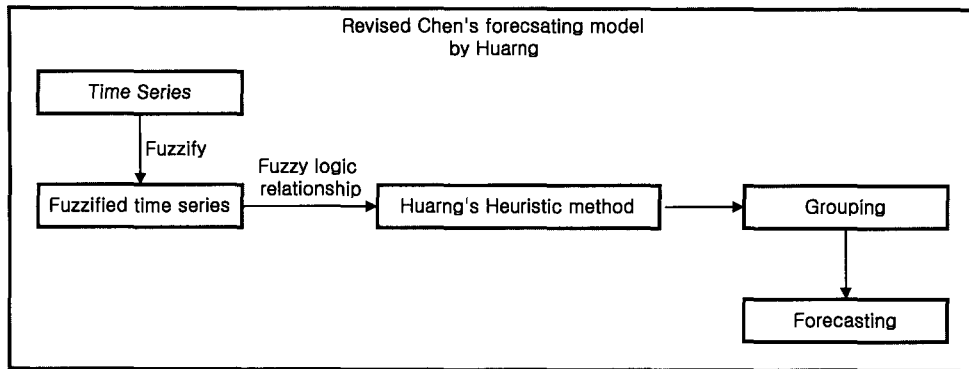 Revised Chen's forecsating model
by Huarng
Time Series
Fuzzify
Fuzzy logic
relationship
Fuzzified time series
Huarng's Heuristic method
Grouping
Forecasting